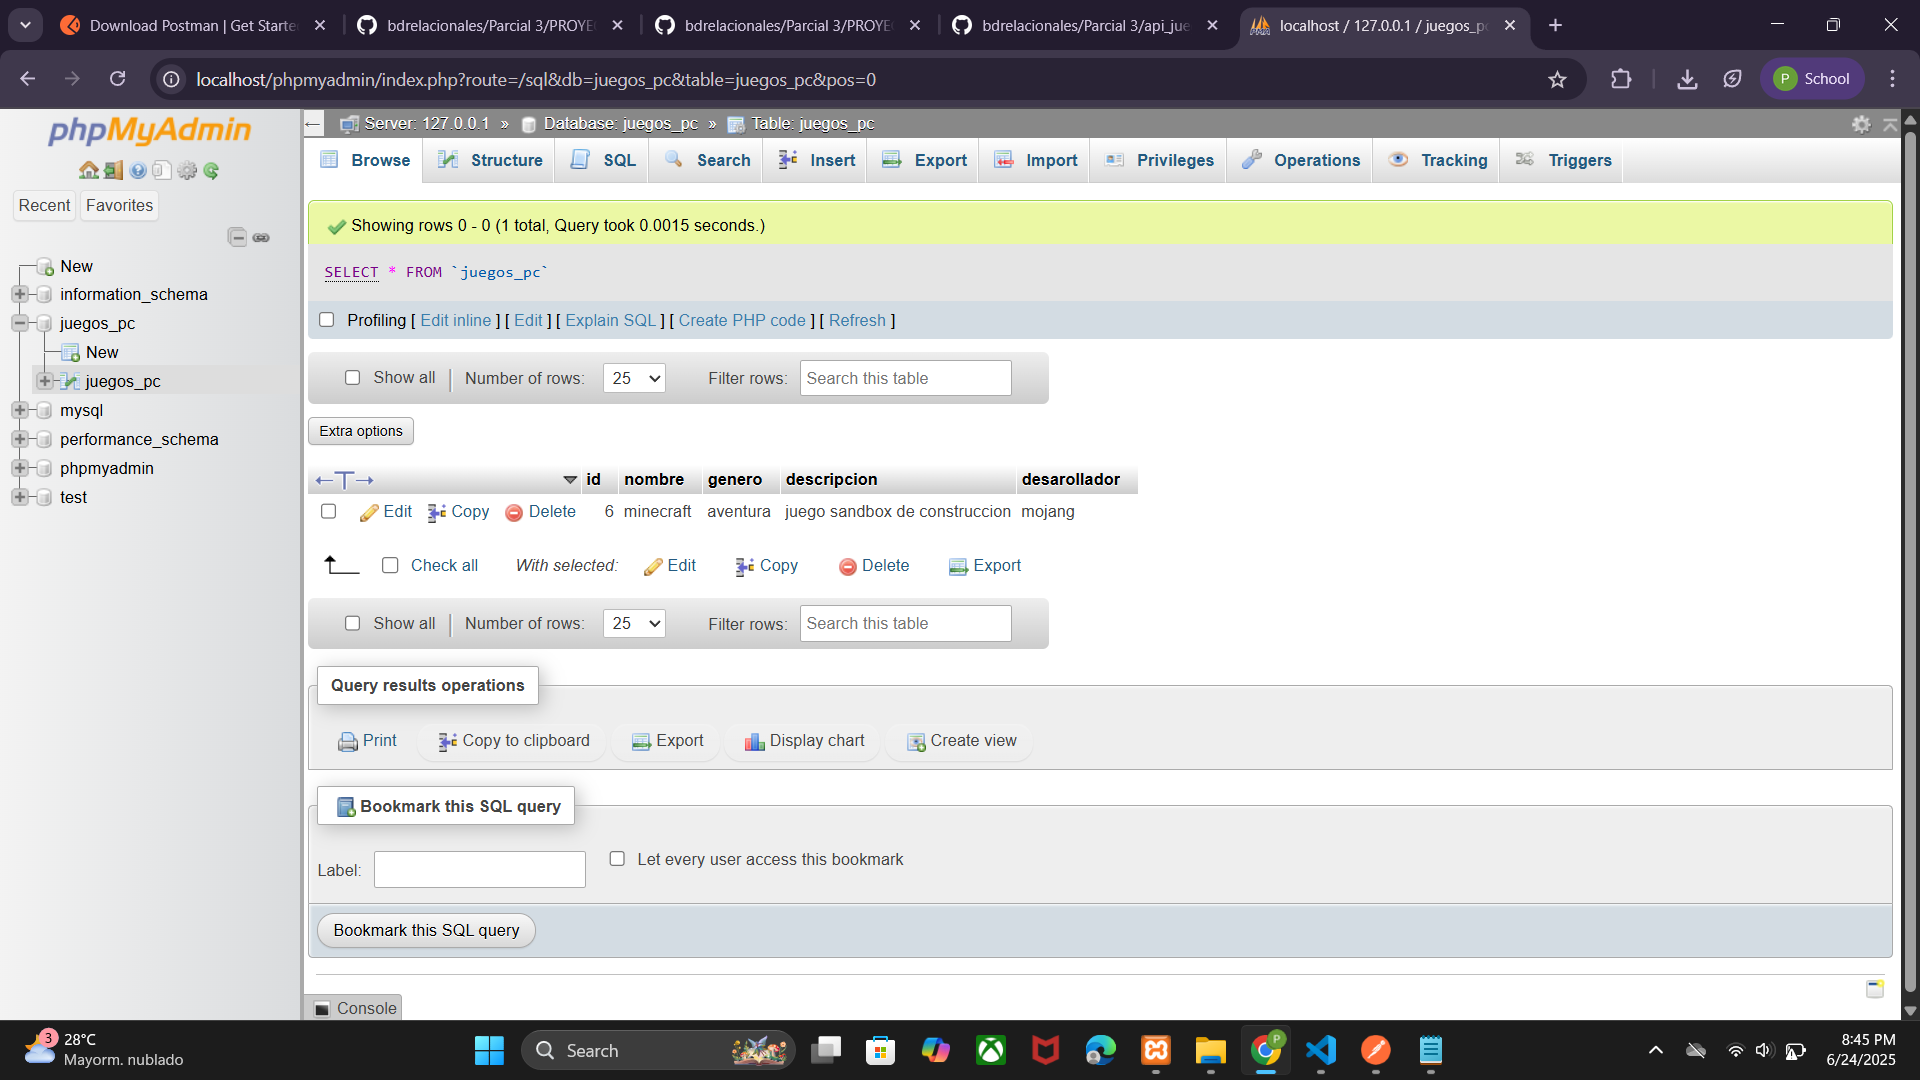 Download Postman | Get Starte
bdrelacionales/Parcial 3/PROYE
bdrelacionales/Parcial 3/PROYE
bdrelacionales/Parcial 3/api_jue
localhost / 127.0.0.1 / juegos_p
localhost/phpmyadmin/index.php?route=/sql&db=juegos_pc&table=juegos_pc&pos=0
P School
phpMyAdmin
Recent Favorites
New
information_schema
juegos_pc
New
juegos_pc
mysql
performance_schema
phpmyadmin
test
Server: 127.0.0.1 » Database: juegos_pc » Table: juegos_pc
Browse Structure SQL Search Insert Export Import Privileges Operations Tracking Triggers
Showing rows 0 - 0 (1 total, Query took 0.0015 seconds.)
SELECT * FROM `juegos_pc`
Profiling [ Edit inline ] [ Edit ] [ Explain SQL ] [ Create PHP code ] [ Refresh ]
Show all Number of rows: 25 Filter rows: Search this table
Extra options
←T→ id nombre genero descripcion desarollador
Edit Copy Delete 6 minecraft aventura juego sandbox de construccion mojang
Check all With selected: Edit Copy Delete Export
Show all Number of rows: 25 Filter rows: Search this table
Query results operations
Print Copy to clipboard Export Display chart Create view
Bookmark this SQL query
Label: Let every user access this bookmark
Bookmark this SQL query
Console
3
28°C
Mayorm. nublado
Search
P
8:45 PM
6/24/2025